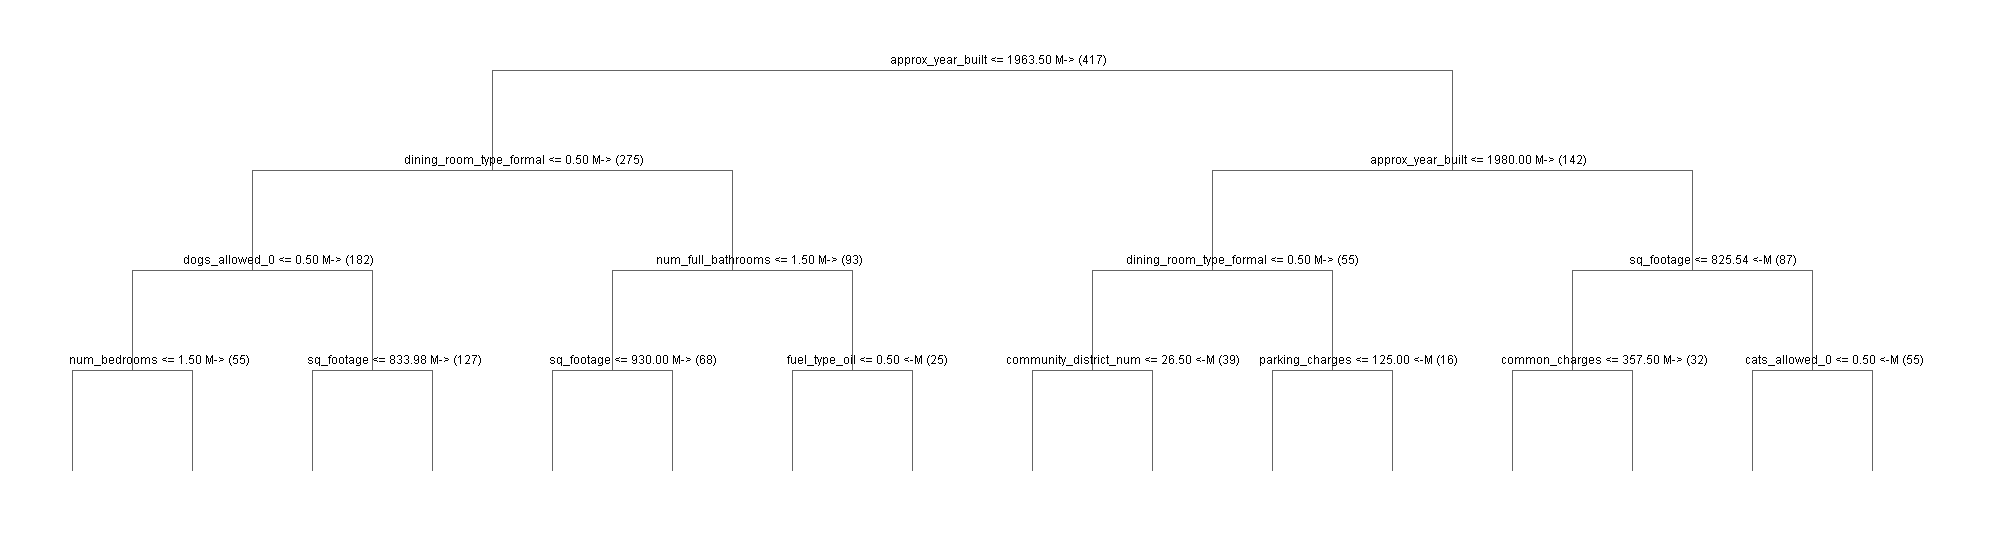 approx_year_built <= 1963.50 M-> (417)
dining_room_type_formal <= 0.50 M-> (275)
approx_year_built <= 1980.00 M-> (142)
dogs_allowed_0 <= 0.50 M-> (182)
num_full_bathrooms <= 1.50 M-> (93)
dining_room_type_formal <= 0.50 M-> (55)
sq_footage <= 825.54 <-M (87)
num_bedrooms <= 1.50 M-> (55)
sq_footage <= 833.98 M-> (127)
sq_footage <= 930.00 M-> (68)
fuel_type_oil <= 0.50 <-M (25)
community_district_num <= 26.50 <-M (39)
parking_charges <= 125.00 <-M (16)
common_charges <= 357.50 M-> (32)
cats_allowed_0 <= 0.50 <-M (55)